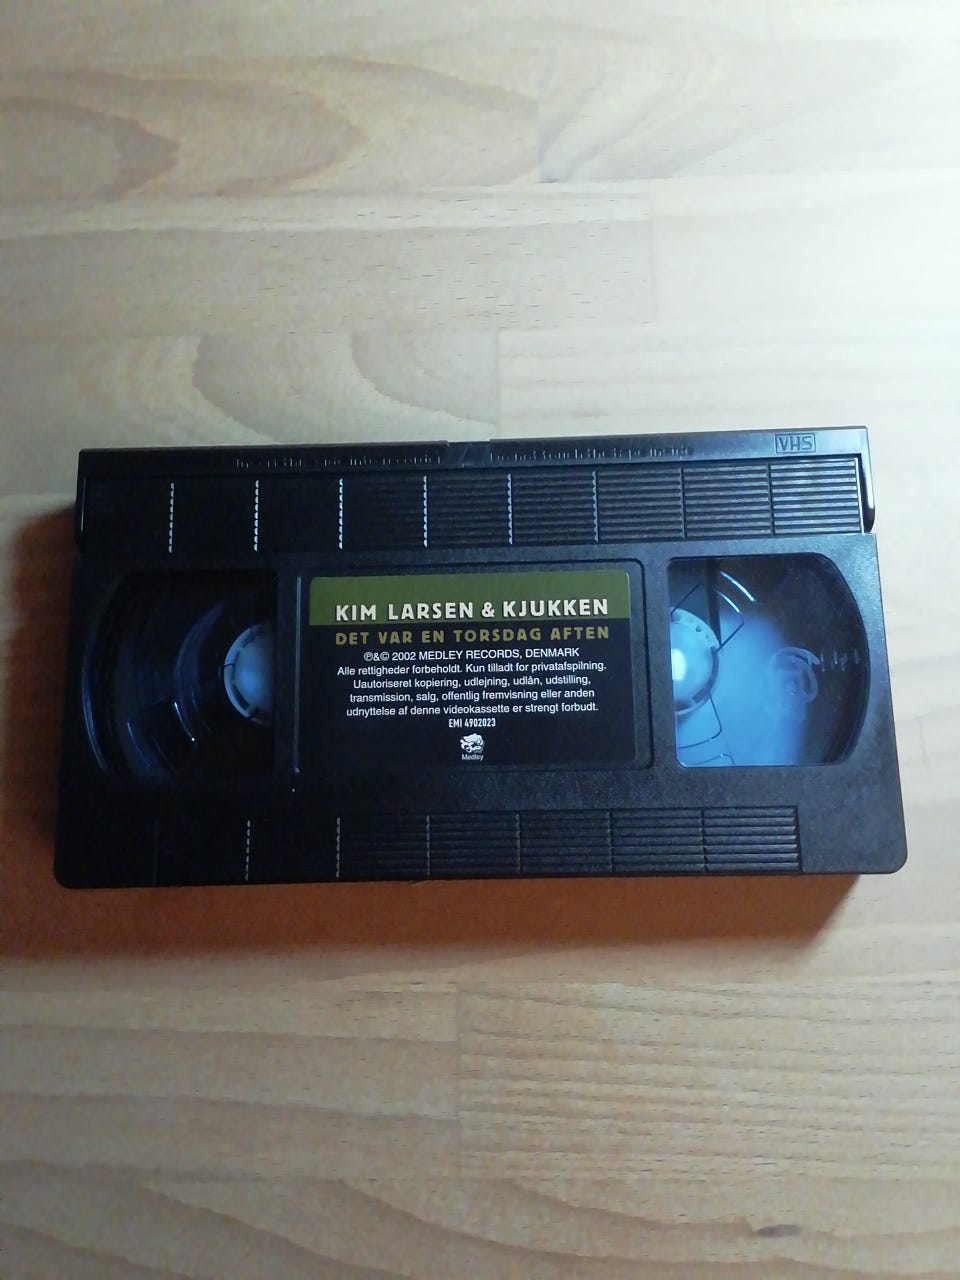 VHS
KIM LARSEN & KJUKKEN
DET VAR EN TORSDAG AFTEN
℗&© 2002 MEDLEY RECORDS, DENMARK
Alle rettigheder forbeholdt. Kun tilladt for privatafspilning.
Uautoriseret kopiering, udlejning, udlån, udstilling,
transmission, salg, offentlig fremvisning eller anden
udnyttelse af denne videokassette er strengt forbudt.
EMI 4902023
Medley